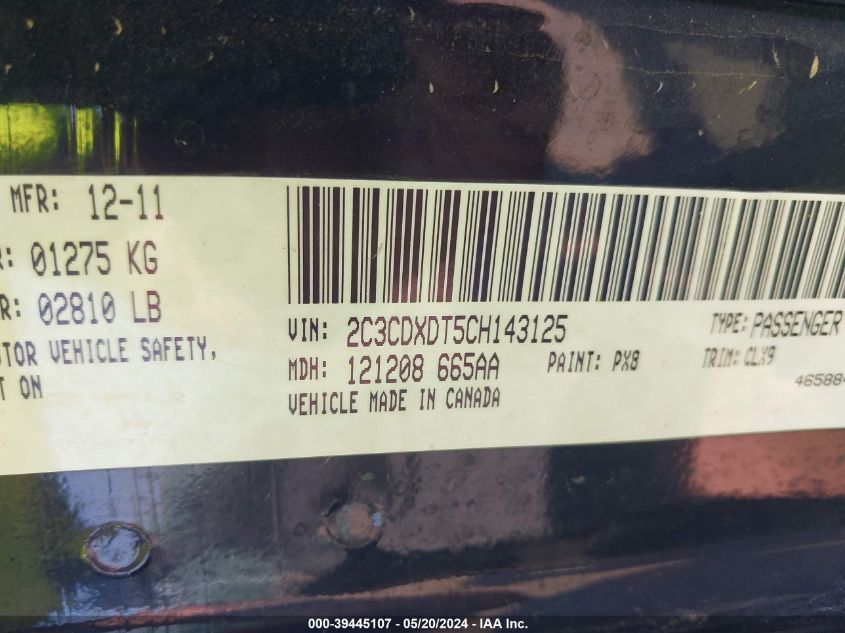 MFR: 12-11
R: 01275 KG
R: 02810 LB
TOR VEHICLE SAFETY,
T ON
VIN: 2C3CDXDT5CH143125 TYPE: PASSENGER
MDH: 121208 665AA PAINT: PX8 TRIM: CLX9
VEHICLE MADE IN CANADA 46588
000-39445107 - 05/20/2024 - IAA Inc.